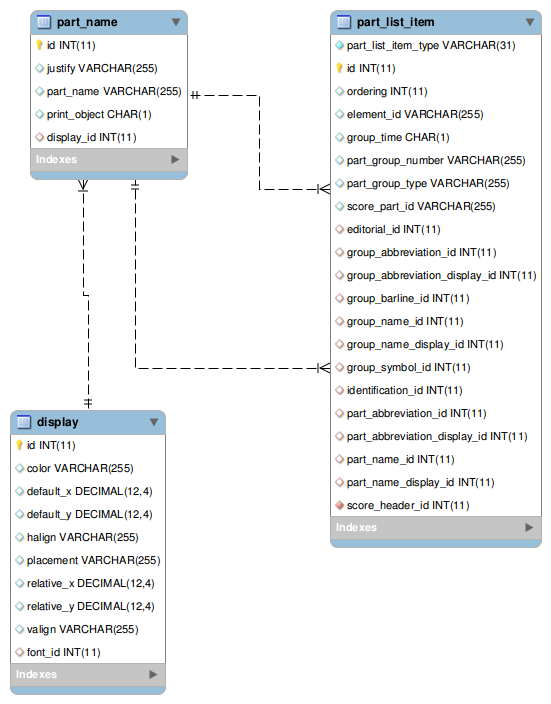 part_name
id INT(11)
justify VARCHAR(255)
part_name VARCHAR(255)
print_object CHAR(1)
display_id INT(11)
Indexes
part_list_item
part_list_item_type VARCHAR(31)
id INT(11)
ordering INT(11)
element_id VARCHAR(255)
group_time CHAR(1)
part_group_number VARCHAR(255)
part_group_type VARCHAR(255)
score_part_id VARCHAR(255)
editorial_id INT(11)
group_abbreviation_id INT(11)
group_abbreviation_display_id INT(11)
group_barline_id INT(11)
group_name_id INT(11)
group_name_display_id INT(11)
group_symbol_id INT(11)
identification_id INT(11)
part_abbreviation_id INT(11)
part_abbreviation_display_id INT(11)
part_name_id INT(11)
part_name_display_id INT(11)
score_header_id INT(11)
Indexes
display
id INT(11)
color VARCHAR(255)
default_x DECIMAL(12,4)
default_y DECIMAL(12,4)
halign VARCHAR(255)
placement VARCHAR(255)
relative_x DECIMAL(12,4)
relative_y DECIMAL(12,4)
valign VARCHAR(255)
font_id INT(11)
Indexes